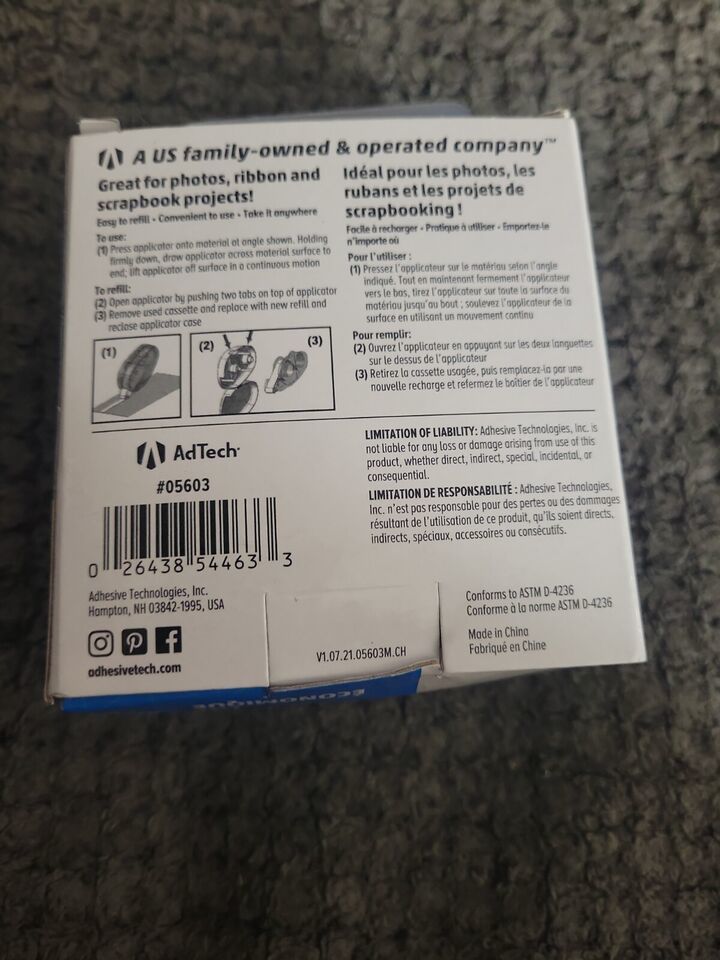 A US family-owned & operated company™
Great for photos, ribbon and
scrapbook projects!
Easy to refill • Convenient to use • Take it anywhere
To use:
(1) Press applicator onto material at angle shown. Holding
firmly down, draw applicator across material surface to
end; lift applicator off surface in a continuous motion
To refill:
(2) Open applicator by pushing two tabs on top of applicator
(3) Remove used cassette and replace with new refill and
reclose applicator case
(1)
(2)
(3)
Idéal pour les photos, les
rubans et les projets de
scrapbooking !
Facile à recharger • Pratique à utiliser • Emportez-le
n'importe où
Pour l'utiliser :
(1) Pressez l'applicateur sur le matériau selon l'angle
indiqué. Tout en maintenant fermement l'applicateur
vers le bas, tirez l'applicateur sur toute la surface du
matériau jusqu'au bout ; soulevez l'applicateur de la
surface en utilisant un mouvement continu
Pour remplir:
(2) Ouvrez l'applicateur en appuyant sur les deux languettes
sur le dessus de l'applicateur
(3) Retirez la cassette usagée, puis remplacez-la par une
nouvelle recharge et refermez le boîtier de l'applicateur
AdTech
#05603
0 26438 54463 3
Adhesive Technologies, Inc.
Hampton, NH 03842-1995, USA
adhesivetech.com
LIMITATION OF LIABILITY: Adhesive Technologies, Inc. is
not liable for any loss or damage arising from use of this
product, whether direct, indirect, special, incidental, or
consequential.
LIMITATION DE RESPONSABILITÉ : Adhesive Technologies,
Inc. n'est pas responsable pour des pertes ou des dommages
résultant de l'utilisation de ce produit, qu'ils soient directs,
indirects, spéciaux, accessoires ou consécutifs.
Conforms to ASTM D-4236
Conforme à la norme ASTM D-4236
Made in China
Fabriqué en Chine
V1.07.21.05603M.CH
ÉCONOMIQUE